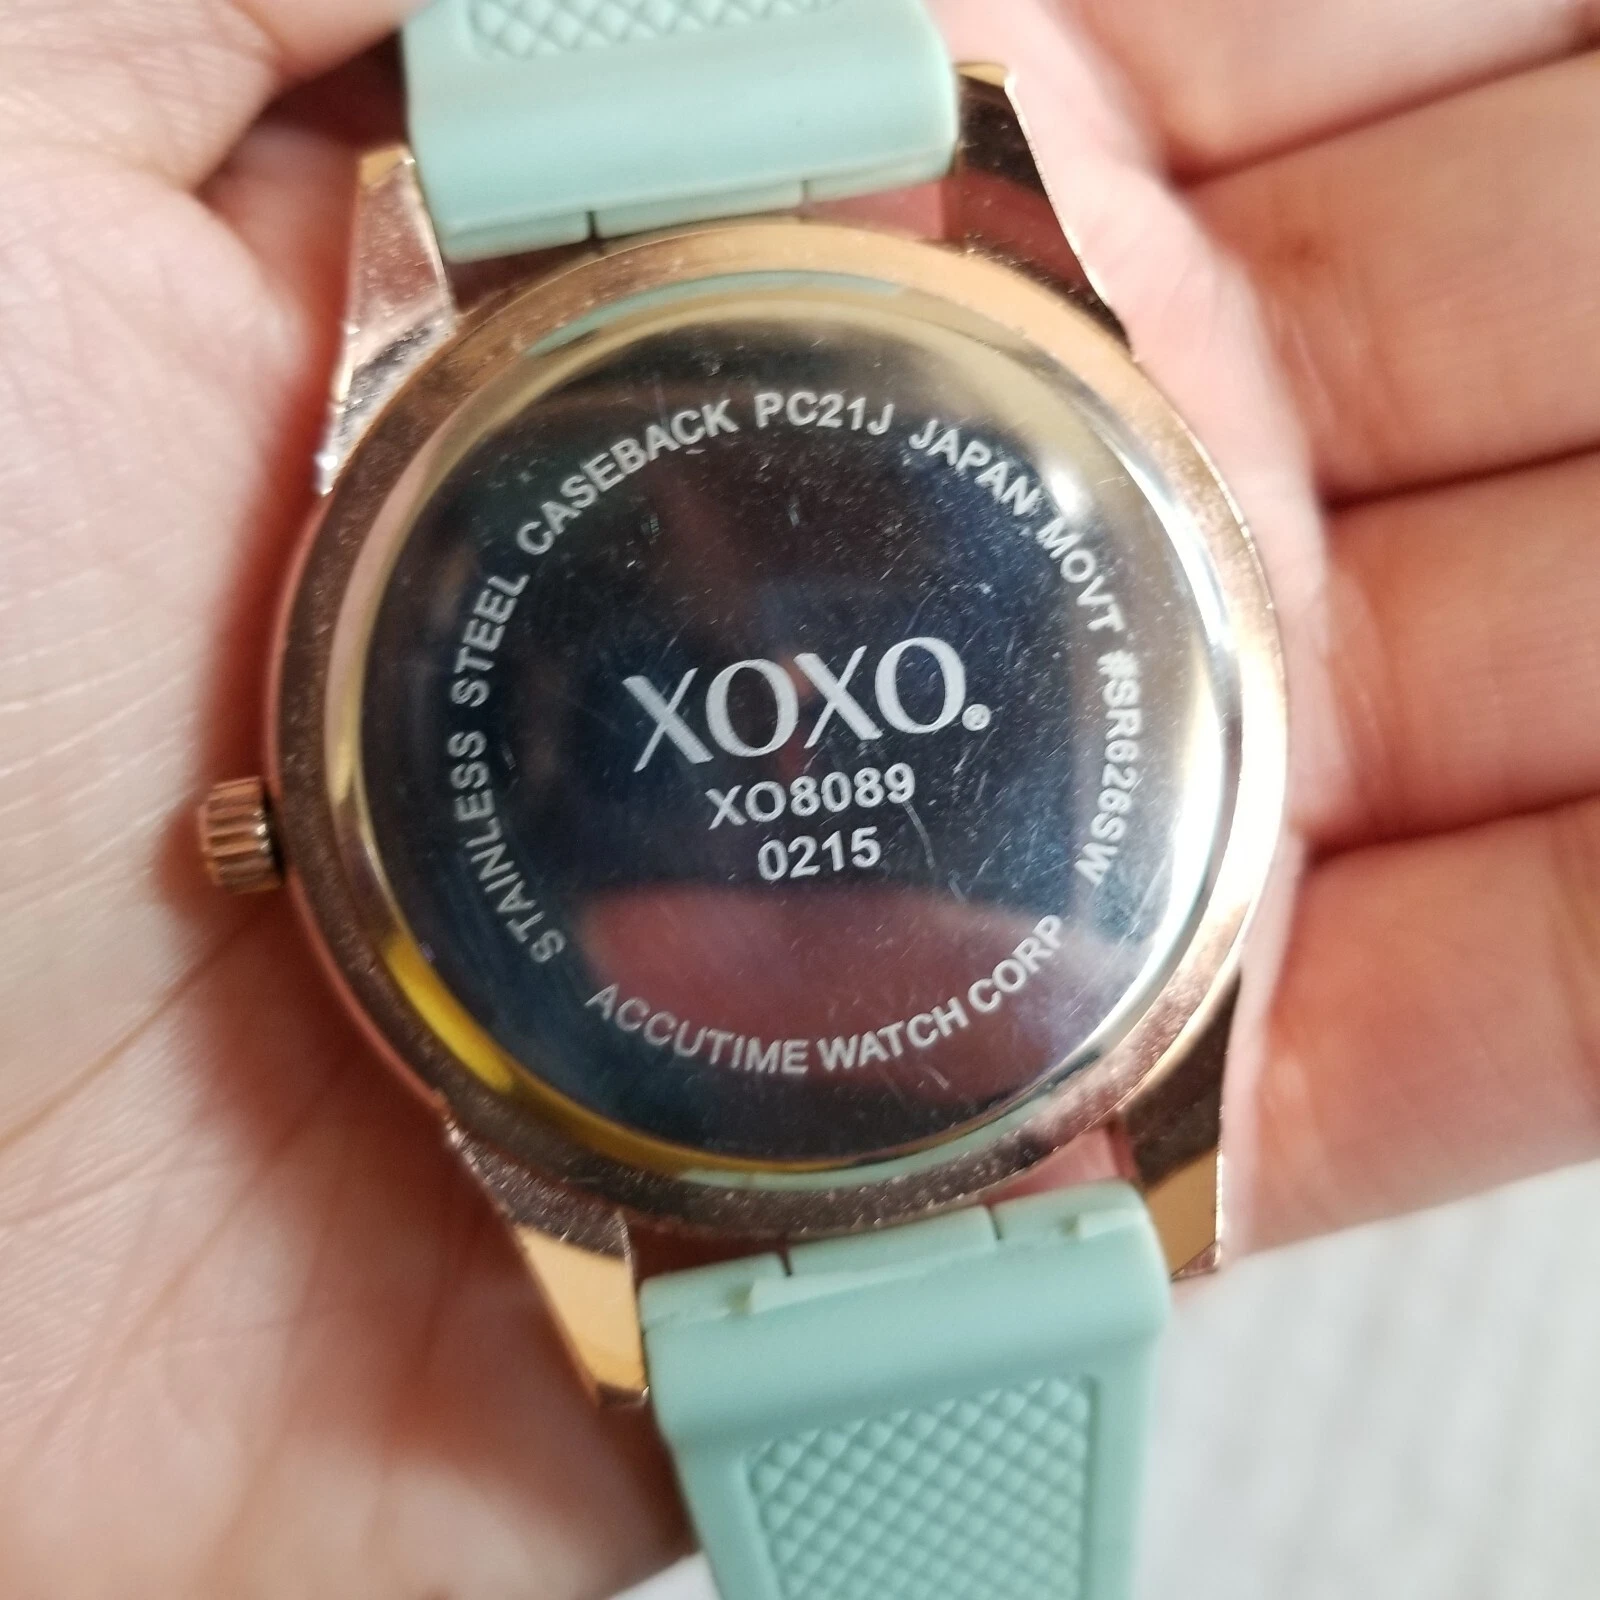 STAINLESS STEEL CASEBACK PC21J JAPAN MOVT #SR626SW
XOXO®
XO8089
0215
ACCUTIME WATCH CORP